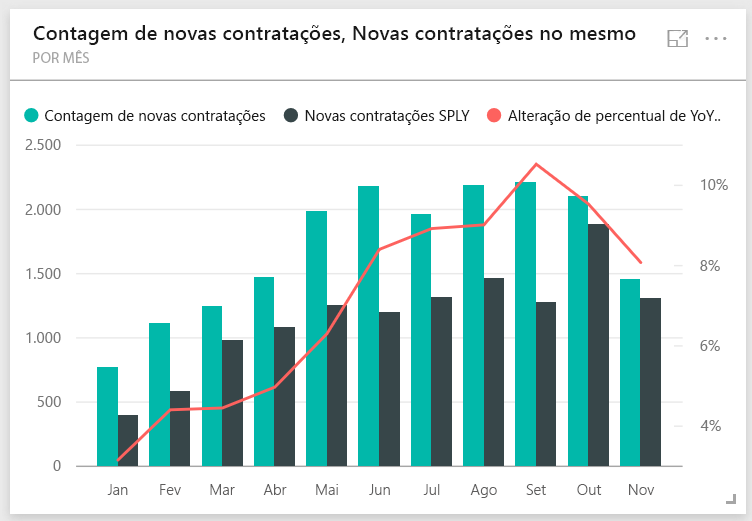 Contagem de novas contratações, Novas contratações no mesmo
POR MÊS
Contagem de novas contratações Novas contratações SPLY Alteração de percentual de YoY..
2.500
2.000
1.500
1.000
500
0
10%
8%
6%
4%
Jan Fev Mar Abr Mai Jun Jul Ago Set Out Nov